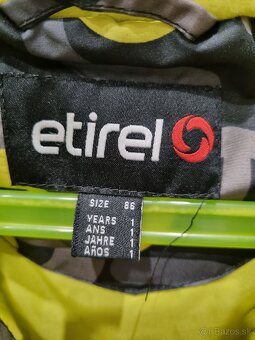 etirel
SIZE 86
YEARS 1
ANS 1
JAHRE 1
AÑOS 1